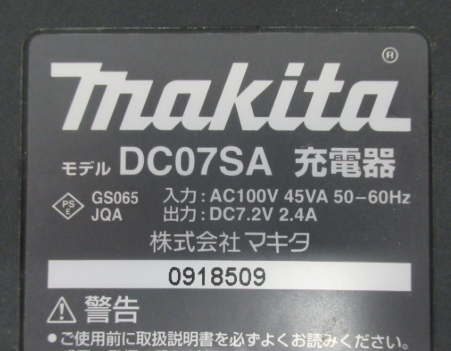 makita®
モデル DC07SA 充電器
PSE GS065 入力:AC100V 45VA 50-60Hz
JQA 出力:DC7.2V 2.4A
株式会社マキタ
0918509
⚠警告
●ご使用前に取扱説明書を必ずよくお読みください。